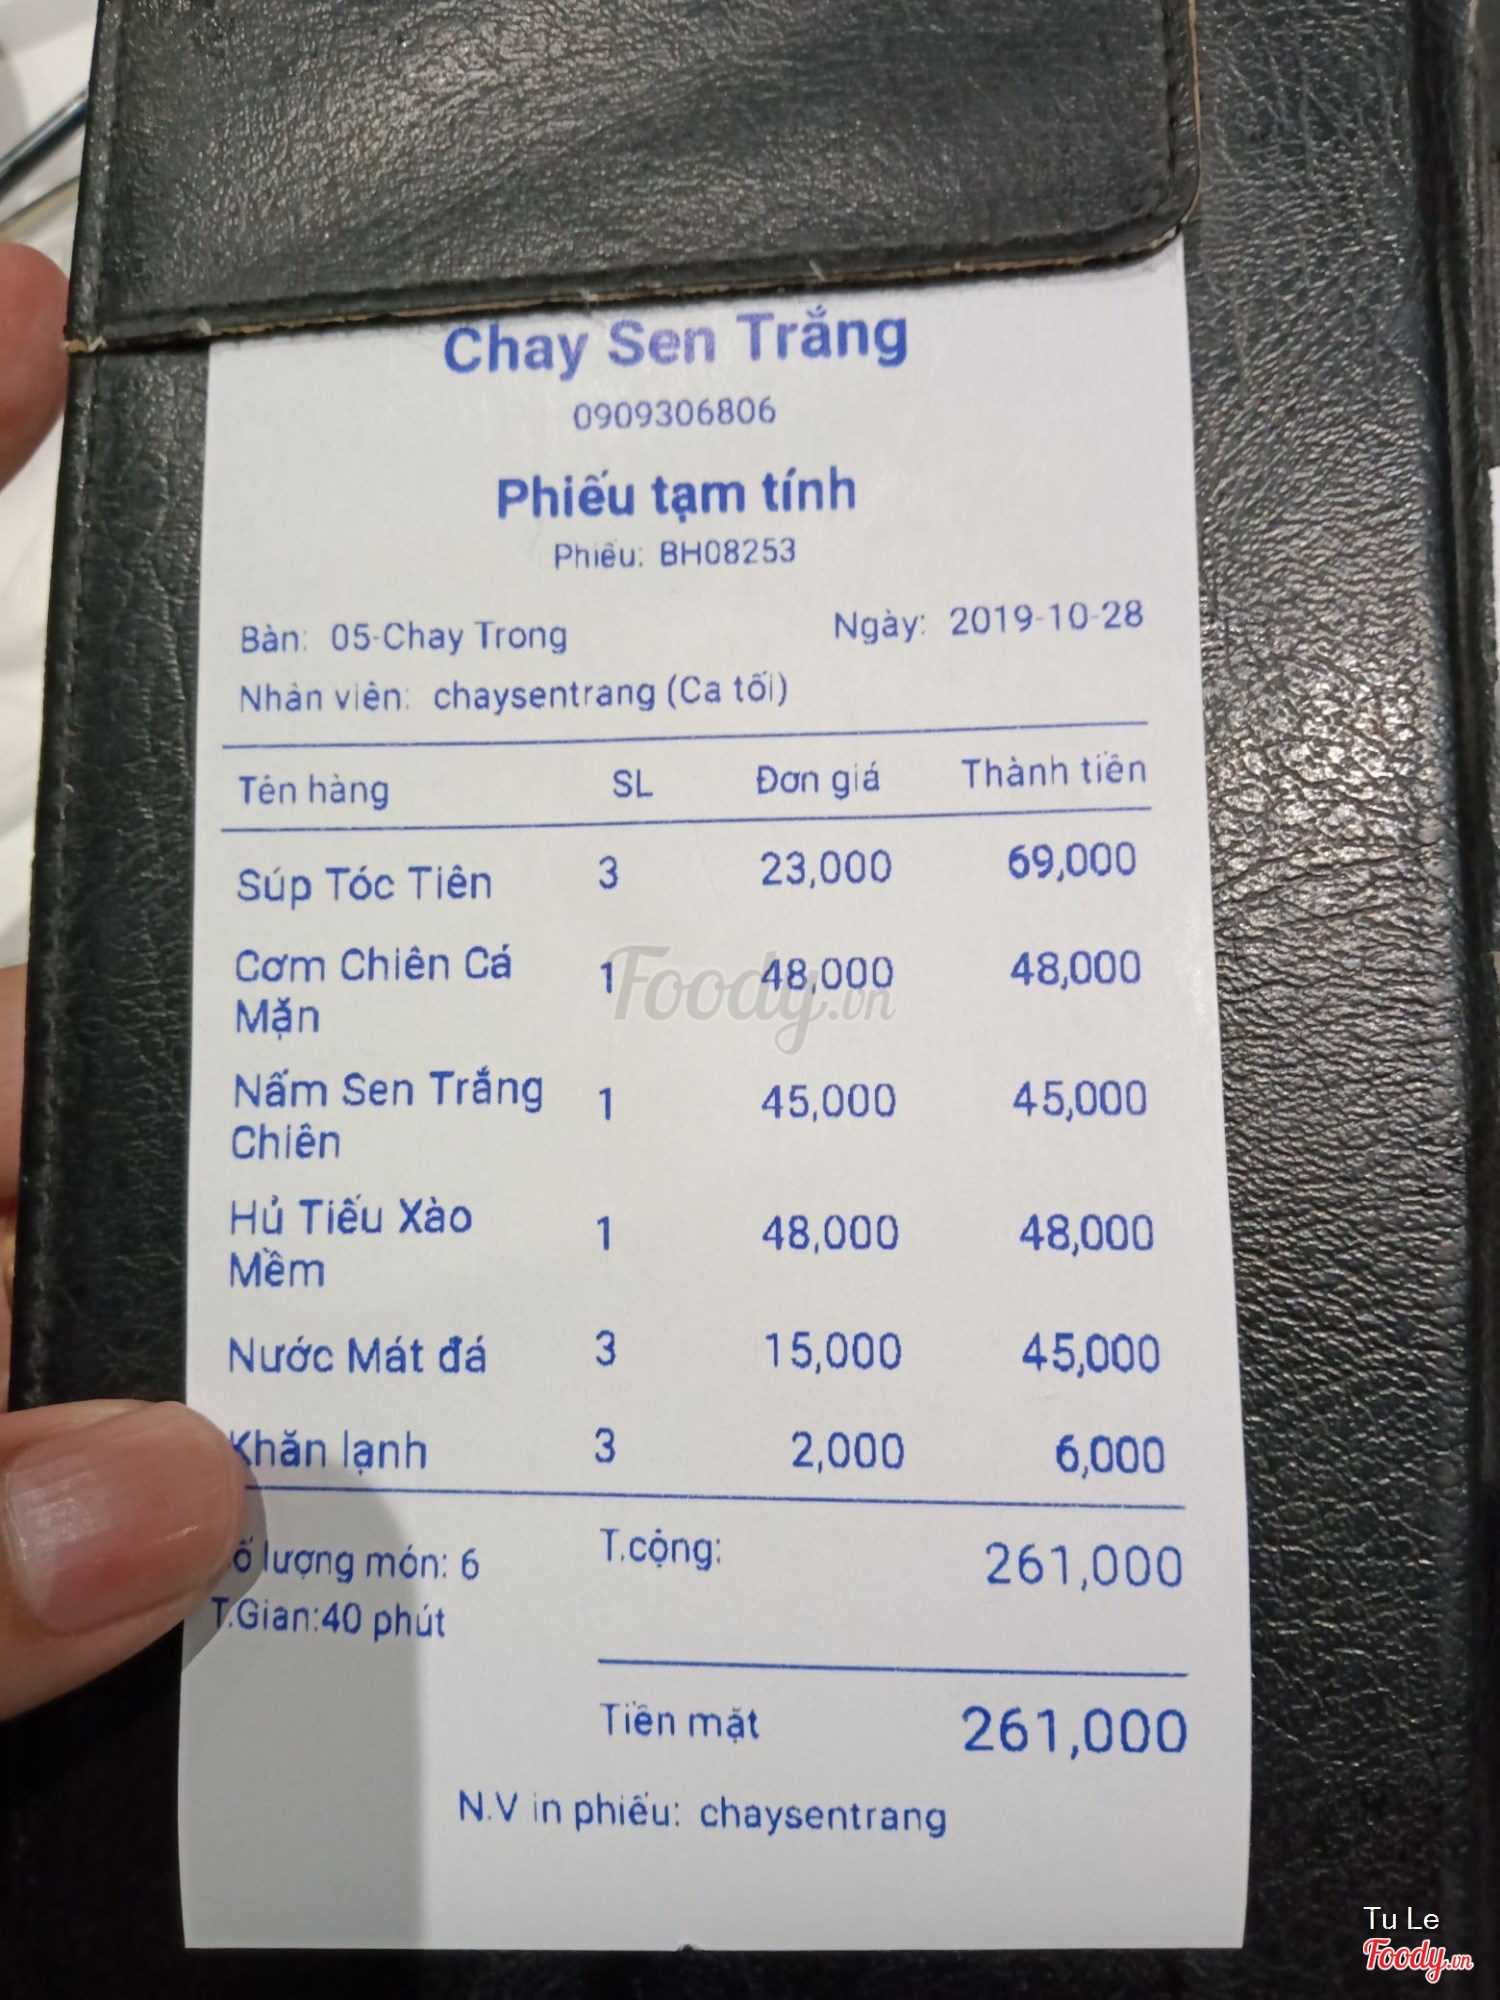 Chay Sen Trắng
0909306806
Phiếu tạm tính
Phiếu: BH08253
Bàn: 05-Chay Trong Ngày: 2019-10-28
Nhân viên: chaysentrang (Ca tối)
Tên hàng SL Đơn giá Thành tiền
Súp Tóc Tiên 3 23,000 69,000
Cơm Chiên Cá Mặn 1 48,000 48,000
Nấm Sen Trắng Chiên 1 45,000 45,000
Hủ Tiếu Xào Mềm 1 48,000 48,000
Nước Mát đá 3 15,000 45,000
Khăn lạnh 3 2,000 6,000
ố lượng món: 6 T.cộng: 261,000
T.Gian:40 phút
Tiền mặt 261,000
N.V in phiếu: chaysentrang
Foody.vn
Tu Le
Foody.vn